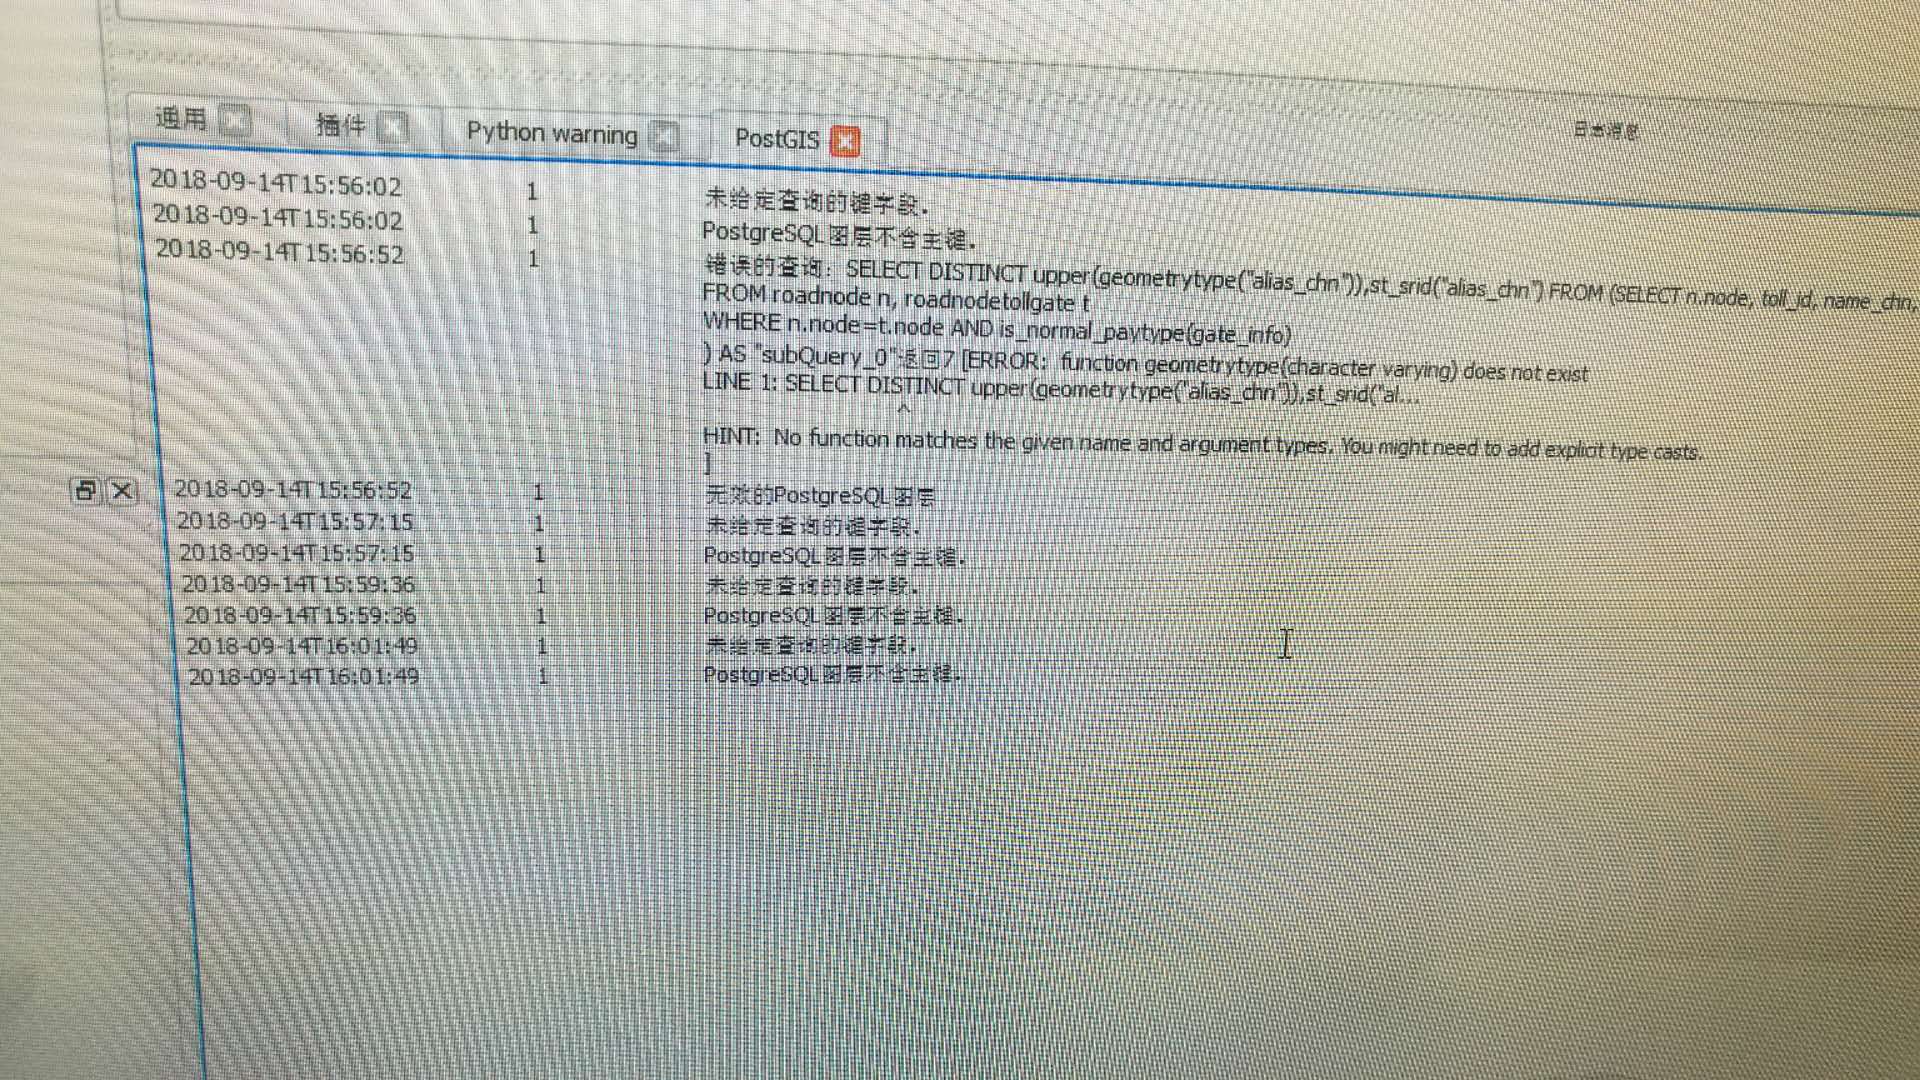 通用
插件
Python warning
PostGIS
日志消息
2018-09-14T15:56:02 1 未给定查询的键字段.
2018-09-14T15:56:02 1 PostgreSQL图层不含主键.
2018-09-14T15:56:52 1 错误的查询: SELECT DISTINCT upper(geometrytype("alias_chn")),st_srid("alias_chn") FROM (SELECT n.node, toll_id, name_chn,
FROM roadnode n, roadnodetollgate t
WHERE n.node=t.node AND is_normal_paytype(gate_info)
) AS "subQuery_0"返回7 [ERROR: function geometrytype(character varying) does not exist
LINE 1: SELECT DISTINCT upper(geometrytype("alias_chn")),st_srid("al...
^
HINT: No function matches the given name and argument types. You might need to add explicit type casts.
]
2018-09-14T15:56:52 1 无效的PostgreSQL图层
2018-09-14T15:57:15 1 未给定查询的键字段.
2018-09-14T15:57:15 1 PostgreSQL图层不含主键.
2018-09-14T15:59:36 1 未给定查询的键字段.
2018-09-14T15:59:36 1 PostgreSQL图层不含主键.
2018-09-14T16:01:49 1 未给定查询的键字段.
2018-09-14T16:01:49 1 PostgreSQL图层不含主键.